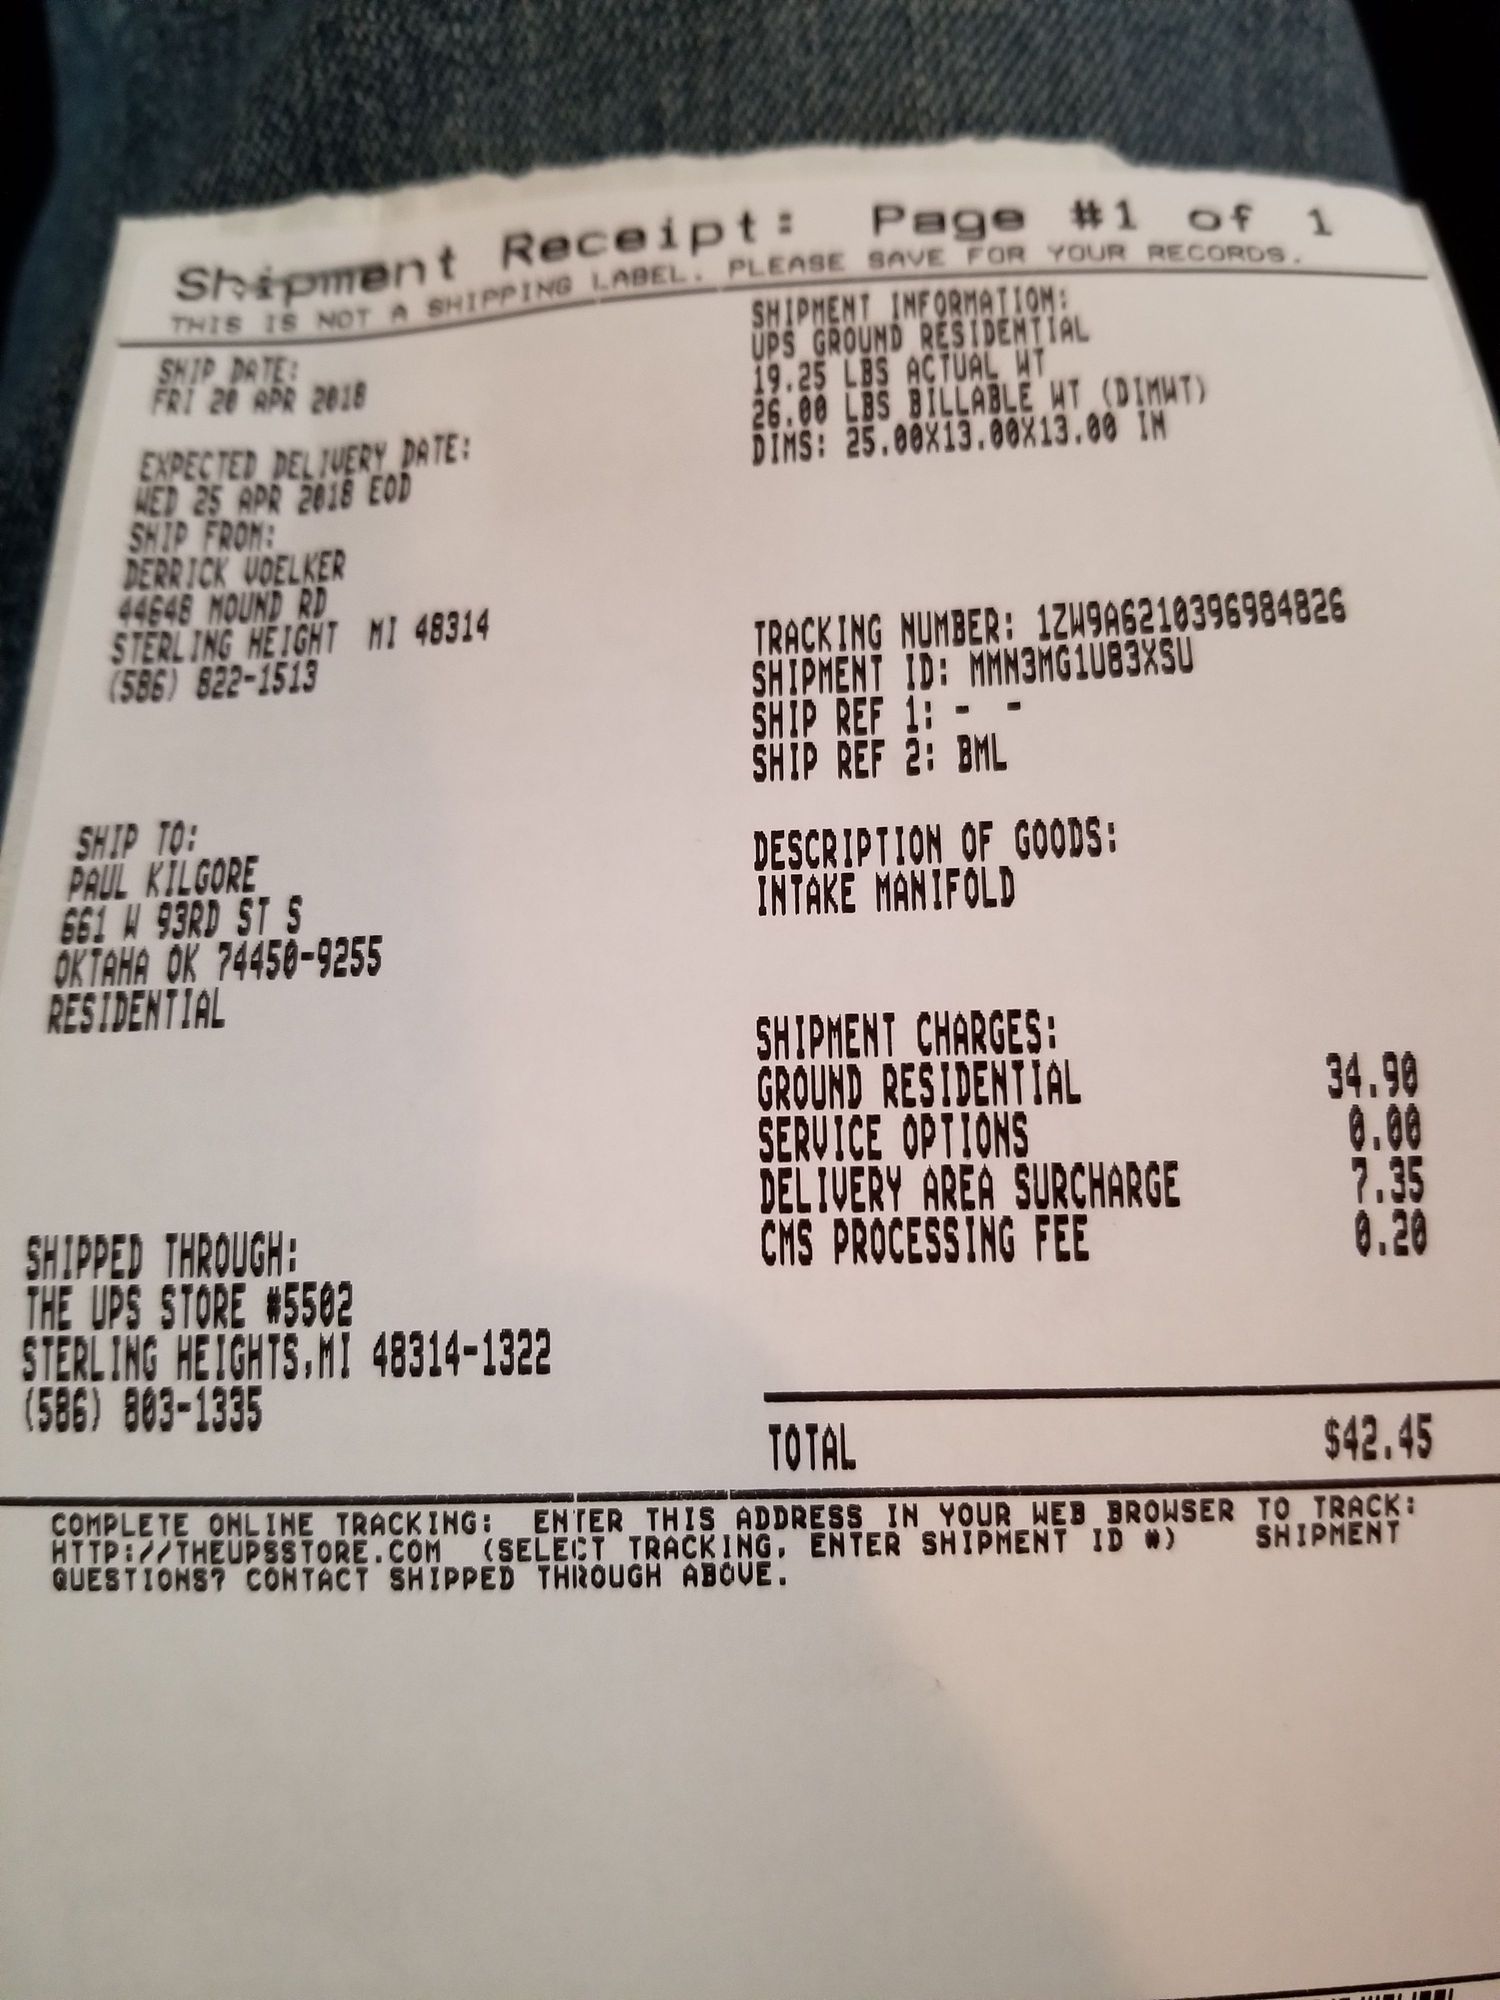 Shipment Receipt: Page #1 of 1
THIS IS NOT A SHIPPING LABEL. PLEASE SAVE FOR YOUR RECORDS.
SHIP DATE:
FRI 20 APR 2018
EXPECTED DELIVERY DATE:
WED 25 APR 2018 EOD
SHIP FROM:
DERRICK VOELKER
44648 MOUND RD
STERLING HEIGHT MI 48314
(586) 822-1513
SHIP TO:
PAUL KILGORE
661 W 93RD ST S
OKTAHA OK 74450-9255
RESIDENTIAL
SHIPPED THROUGH:
THE UPS STORE #5502
STERLING HEIGHTS,MI 48314-1322
(586) 803-1335
SHIPMENT INFORMATION:
UPS GROUND RESIDENTIAL
19.25 LBS ACTUAL WT
26.00 LBS BILLABLE WT (DIMWT)
DIMS: 25.00X13.00X13.00 IN
TRACKING NUMBER: 1ZW9A6210396984826
SHIPMENT ID: MMN3MG1U83XSU
SHIP REF 1: - -
SHIP REF 2: BML
DESCRIPTION OF GOODS:
INTAKE MANIFOLD
SHIPMENT CHARGES:
GROUND RESIDENTIAL 34.90
SERVICE OPTIONS 0.00
DELIVERY AREA SURCHARGE 7.35
CMS PROCESSING FEE 0.20
TOTAL $42.45
COMPLETE ONLINE TRACKING: ENTER THIS ADDRESS IN YOUR WEB BROWSER TO TRACK:
HTTP://THEUPSSTORE.COM (SELECT TRACKING, ENTER SHIPMENT ID #) SHIPMENT
QUESTIONS? CONTACT SHIPPED THROUGH ABOVE.